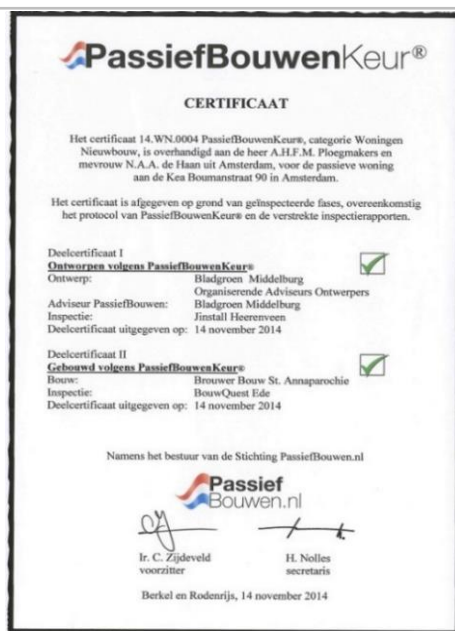 PassiefBouwenKeur®
CERTIFICAAT
Het certificaat 14.WN.0004 PassiefBouwenKeur®, categorie Woningen
Nieuwbouw, is overhandigd aan de heer A.H.F.M. Ploegmakers en
mevrouw N.A.A. de Haan uit Amsterdam, voor de passieve woning
aan de Kea Boumanstraat 90 in Amsterdam.
Het certificaat is afgegeven op grond van geïnspecteerde fases, overeenkomstig
het protocol van PassiefBouwenKeur® en de verstrekte inspectierapporten.
Deelcertificaat I
Ontworpen volgens PassiefBouwenKeur®
Ontwerp: Bladgroen Middelburg
Organiserende Adviseurs Ontwerpers
Adviseur PassiefBouwen: Bladgroen Middelburg
Inspectie: Jinstall Heerenveen
Deelcertificaat uitgegeven op: 14 november 2014
Deelcertificaat II
Gebouwd volgens PassiefBouwenKeur®
Bouw: Brouwer Bouw St. Annaparochie
Inspectie: BouwQuest Ede
Deelcertificaat uitgegeven op: 14 november 2014
Namens het bestuur van de Stichting PassiefBouwen.nl
Passief
Bouwen.nl
Ir. C. Zijdeveld H. Nolles
voorzitter secretaris
Berkel en Rodenrijs, 14 november 2014